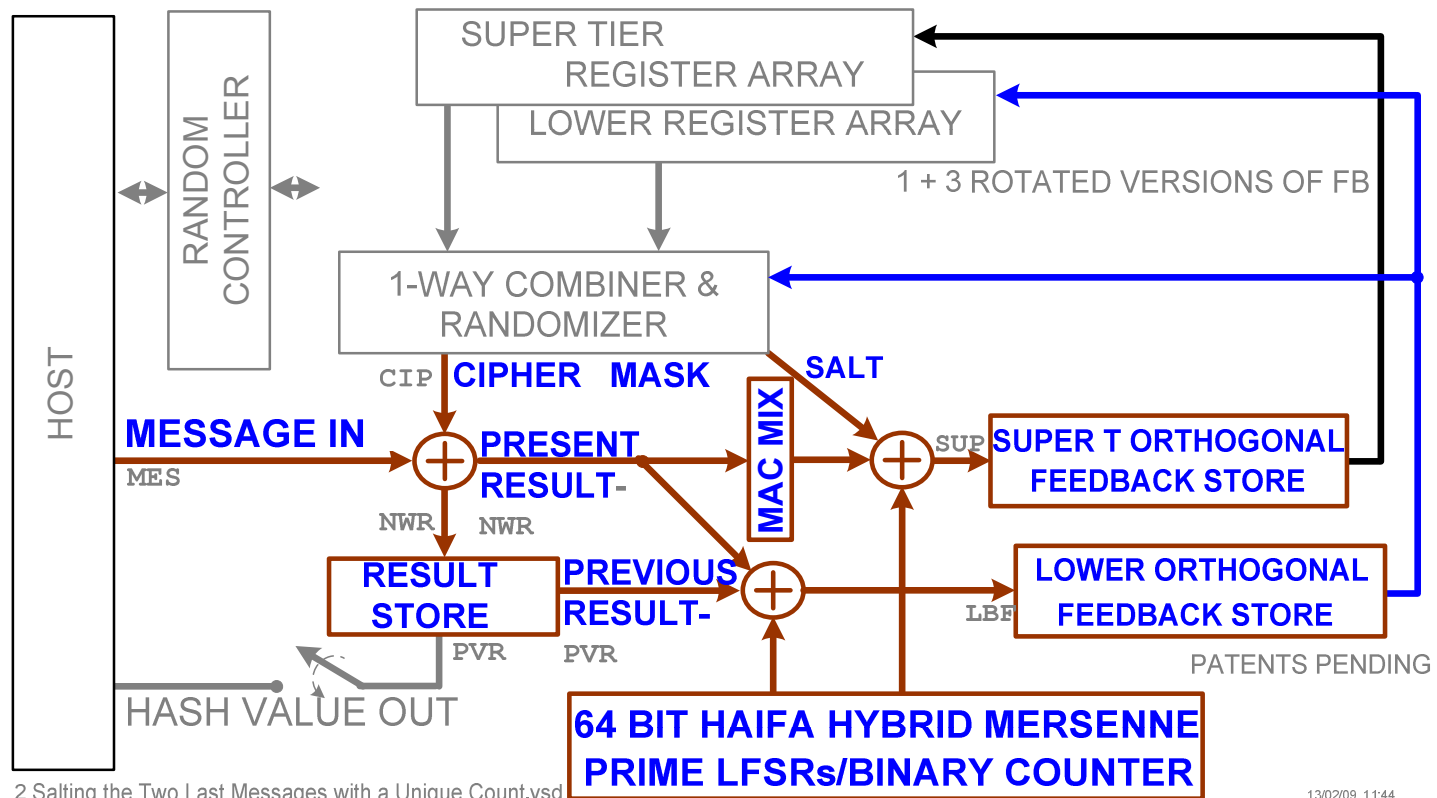 SUPER TIER
REGISTER ARRAY
LOWER REGISTER ARRAY
1 + 3 ROTATED VERSIONS OF FB
RANDOM
CONTROLLER
HOST
1-WAY COMBINER &
RANDOMIZER
CIP CIPHER MASK
SALT
MESSAGE IN
MES
PRESENT
RESULT-
NWR
NWR
MAC MIX
SUP
SUPER T ORTHOGONAL
FEEDBACK STORE
RESULT
STORE
PREVIOUS
RESULT-
PVR
PVR
LBF
LOWER ORTHOGONAL
FEEDBACK STORE
PATENTS PENDING
HASH VALUE OUT
64 BIT HAIFA HYBRID MERSENNE
PRIME LFSRs/BINARY COUNTER
2 Salting the Two Last Messages with a Unique Count.vsd
13/02/09 11:44